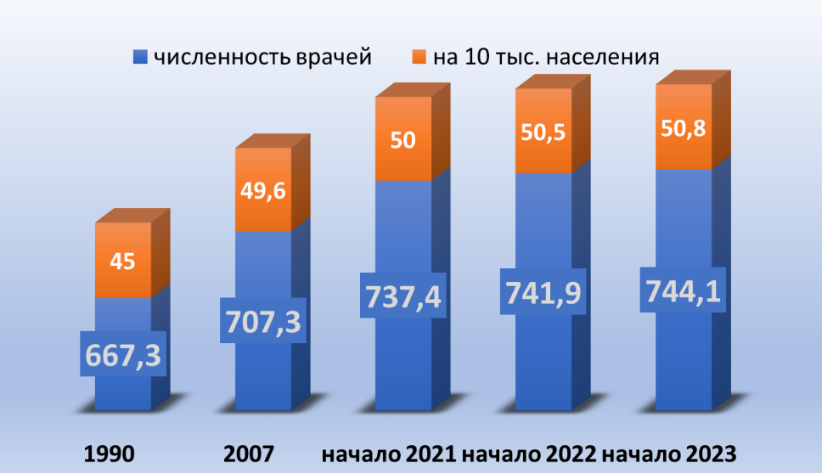 численность врачей на 10 тыс. населения
50 50,5 50,8
49,6
45
737,4 741,9 744,1
707,3
667,3
1990 2007 начало 2021 начало 2022 начало 2023